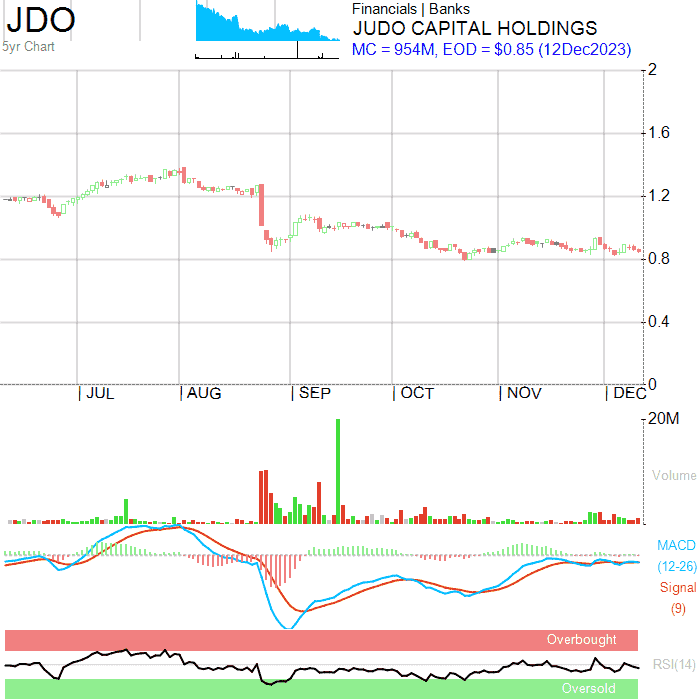 JDO
5yr Chart
Financials | Banks
JUDO CAPITAL HOLDINGS
MC = 954M, EOD = $0.85 (12Dec2023)
2
1.6
1.2
0.8
0.4
0
| JUL | AUG | SEP | OCT | NOV | DEC
20M
Volume
MACD
(12-26)
Signal
(9)
Overbought
RSI(14)
Oversold